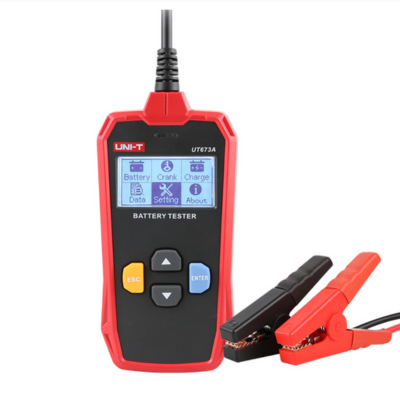 UNI-T UT673A
Battery Crank Charge
Data Setting About
BATTERY TESTER
ESC ENTER